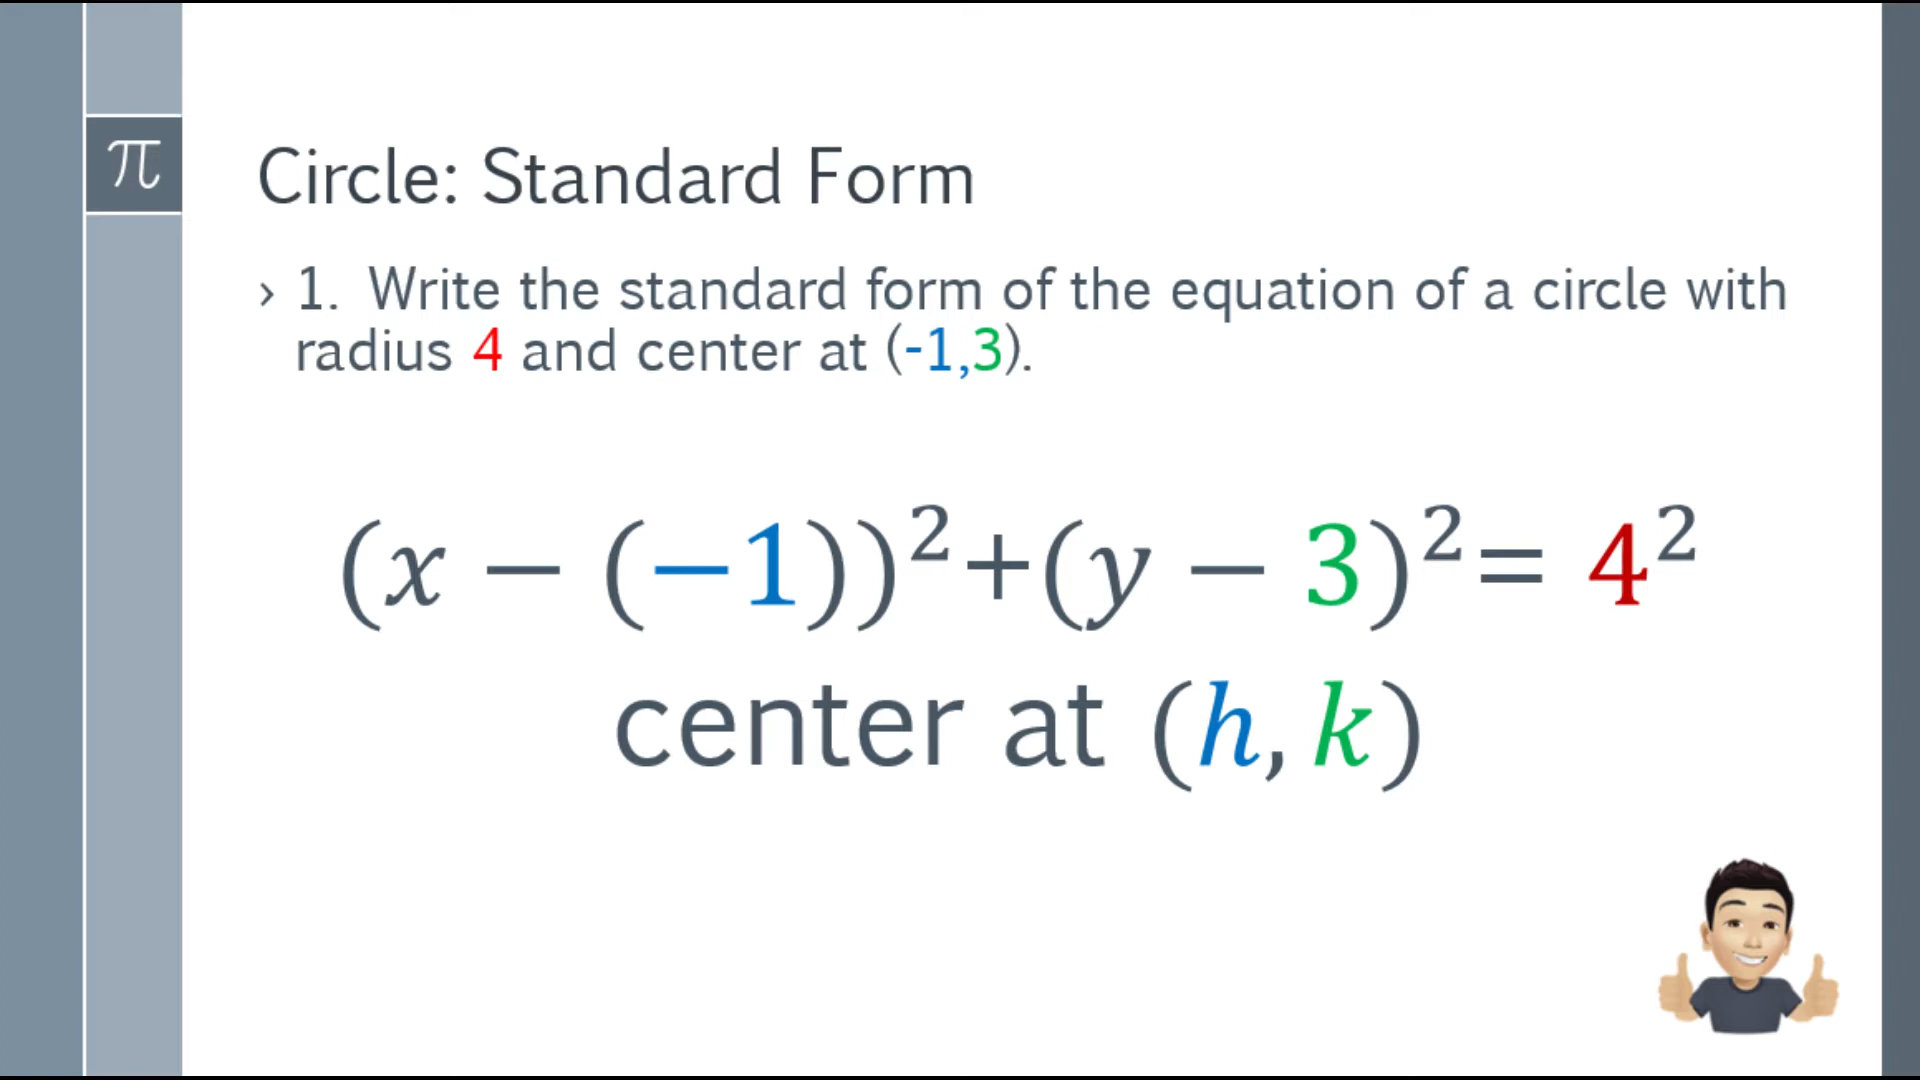 π
Circle: Standard Form
› 1. Write the standard form of the equation of a circle with
radius 4 and center at (-1,3).
(x − (−1))²+(y − 3)²= 4²
center at (h, k)